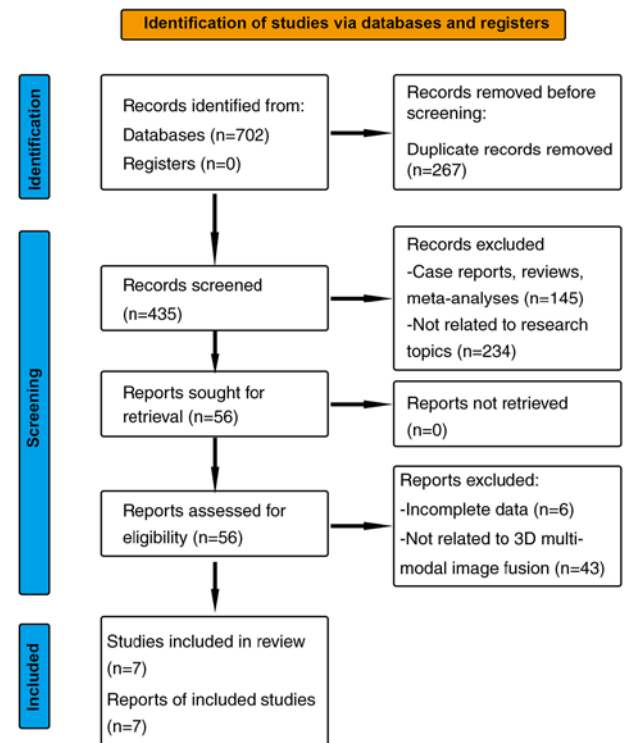 Identification of studies via databases and registers
Identification
Records identified from:
Databases (n=702)
Registers (n=0)
Records removed before
screening:
Duplicate records removed
(n=267)
Screening
Records screened
(n=435)
Records excluded
-Case reports, reviews,
meta-analyses (n=145)
-Not related to research
topics (n=234)
Reports sought for
retrieval (n=56)
Reports not retrieved
(n=0)
Reports assessed for
eligibility (n=56)
Reports excluded:
-Incomplete data (n=6)
-Not related to 3D multi-
modal image fusion (n=43)
Included
Studies included in review
(n=7)
Reports of included studies
(n=7)